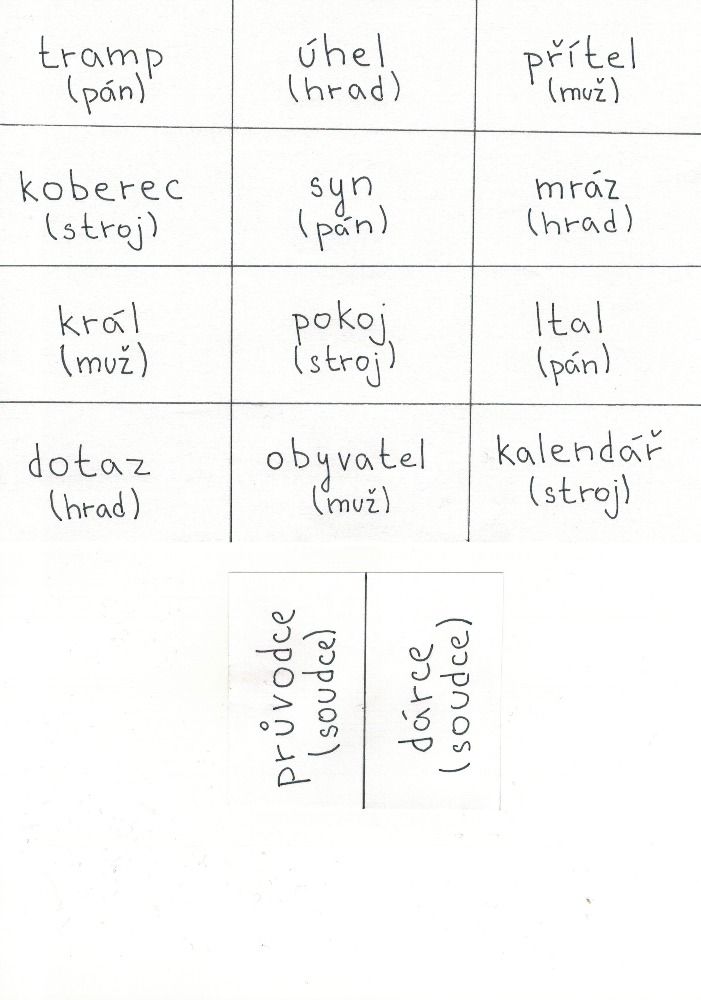 tramp
(pán)
úhel
(hrad)
přítel
(muž)
koberec
(stroj)
syn
(pán)
mráz
(hrad)
král
(muž)
pokoj
(stroj)
Ital
(pán)
dotaz
(hrad)
obyvatel
(muž)
kalendář
(stroj)
průvodce
(soudce)
dárce
(soudce)